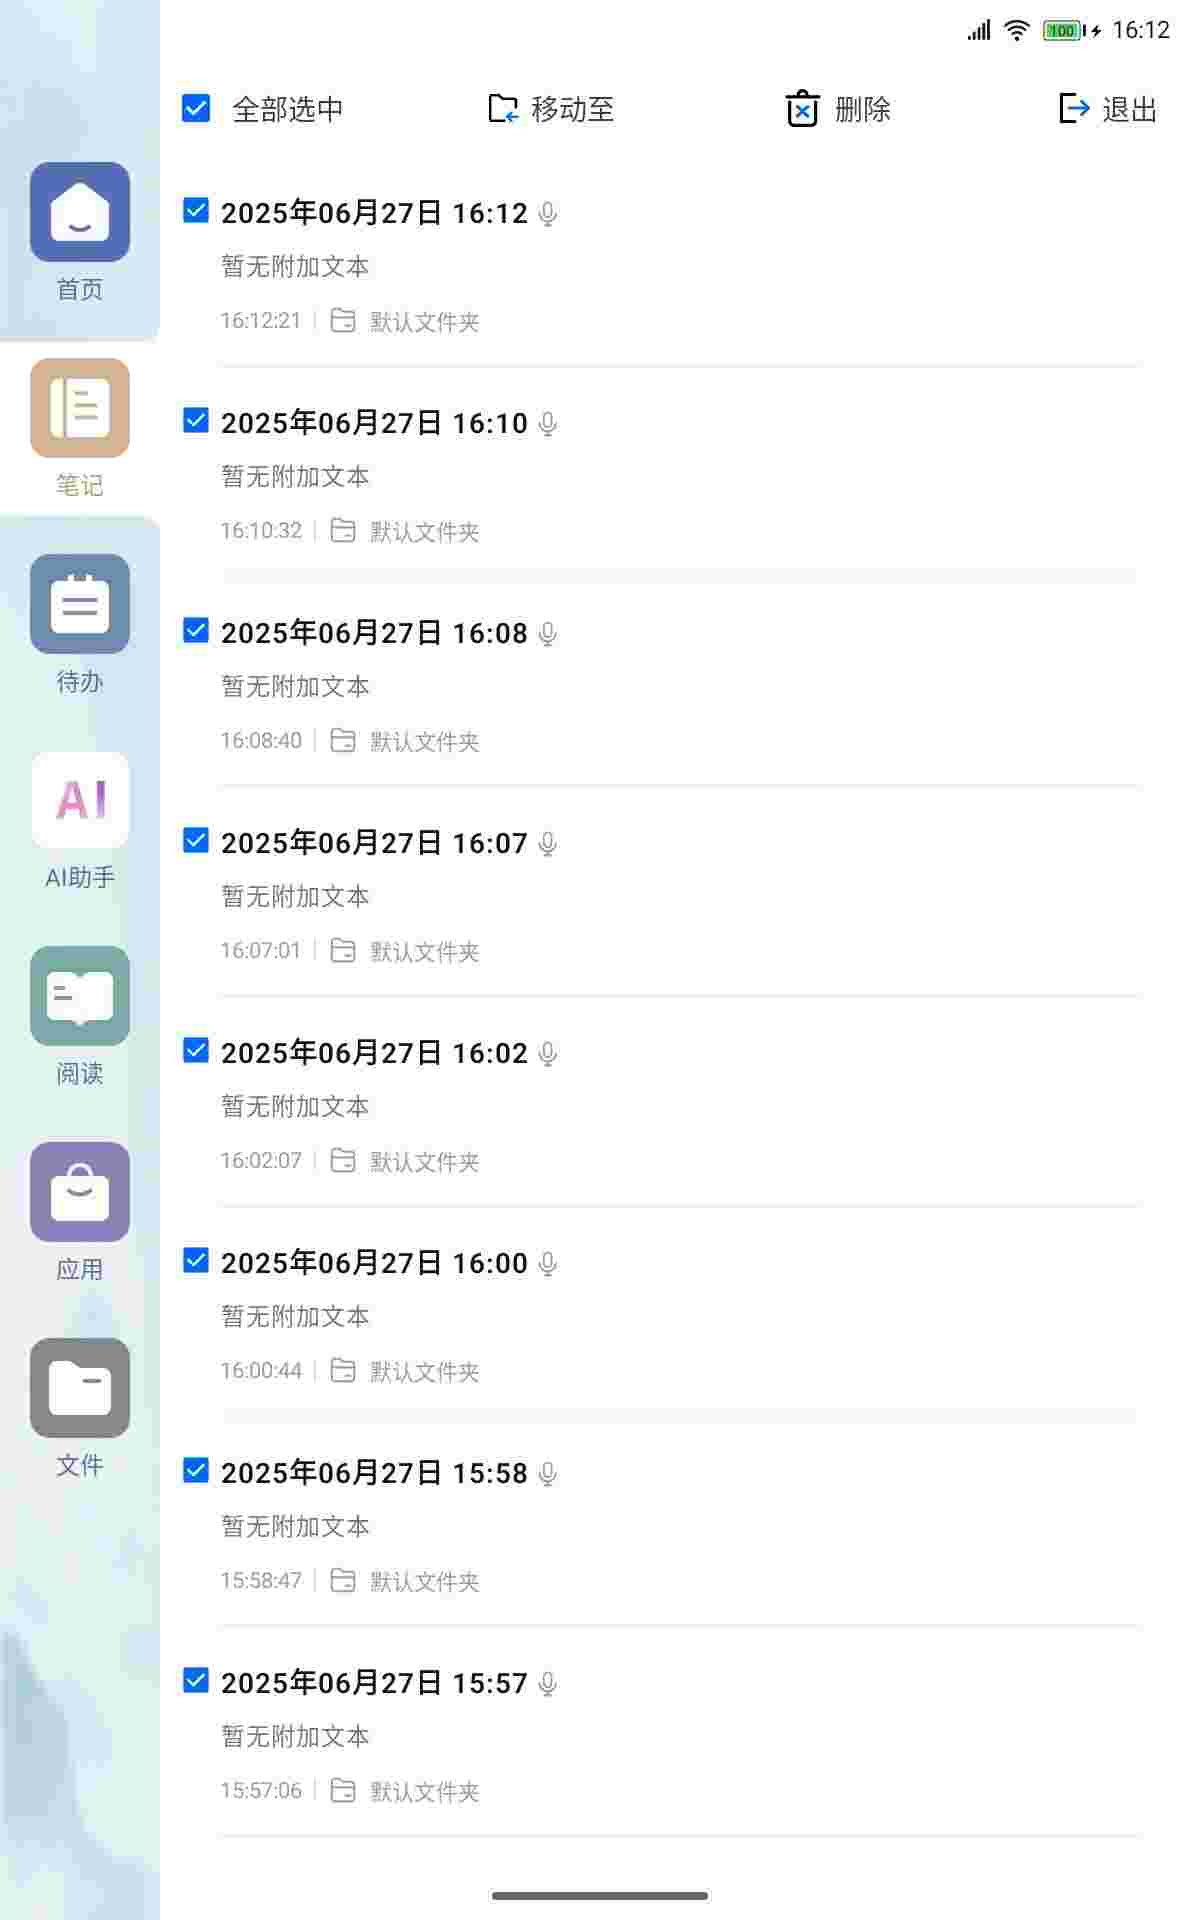 100 16:12
全部选中 移动至 删除 退出
首页
笔记
待办
AI
AI助手
阅读
应用
文件
2025年06月27日 16:12
暂无附加文本
16:12:21 默认文件夹
2025年06月27日 16:10
暂无附加文本
16:10:32 默认文件夹
2025年06月27日 16:08
暂无附加文本
16:08:40 默认文件夹
2025年06月27日 16:07
暂无附加文本
16:07:01 默认文件夹
2025年06月27日 16:02
暂无附加文本
16:02:07 默认文件夹
2025年06月27日 16:00
暂无附加文本
16:00:44 默认文件夹
2025年06月27日 15:58
暂无附加文本
15:58:47 默认文件夹
2025年06月27日 15:57
暂无附加文本
15:57:06 默认文件夹